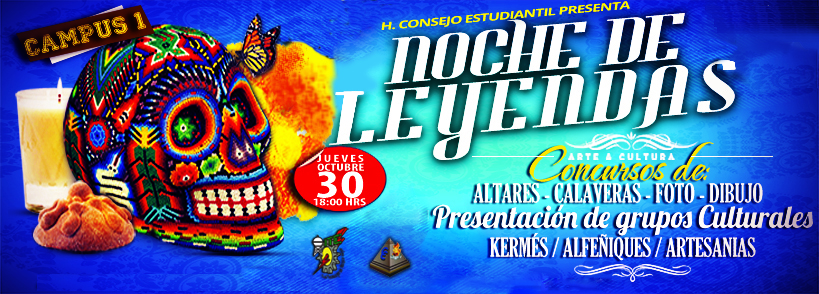 CAMPUS 1
H. CONSEJO ESTUDIANTIL PRESENTA
NOCHE DE
LEYENDAS
JUEVES
OCTUBRE
30
18:00 HRS
ARTE & CULTURA
Concursos de:
ALTARES - CALAVERAS - FOTO - DIBUJO
Presentación de grupos Culturales
KERMÉS / ALFEÑIQUES / ARTESANIAS